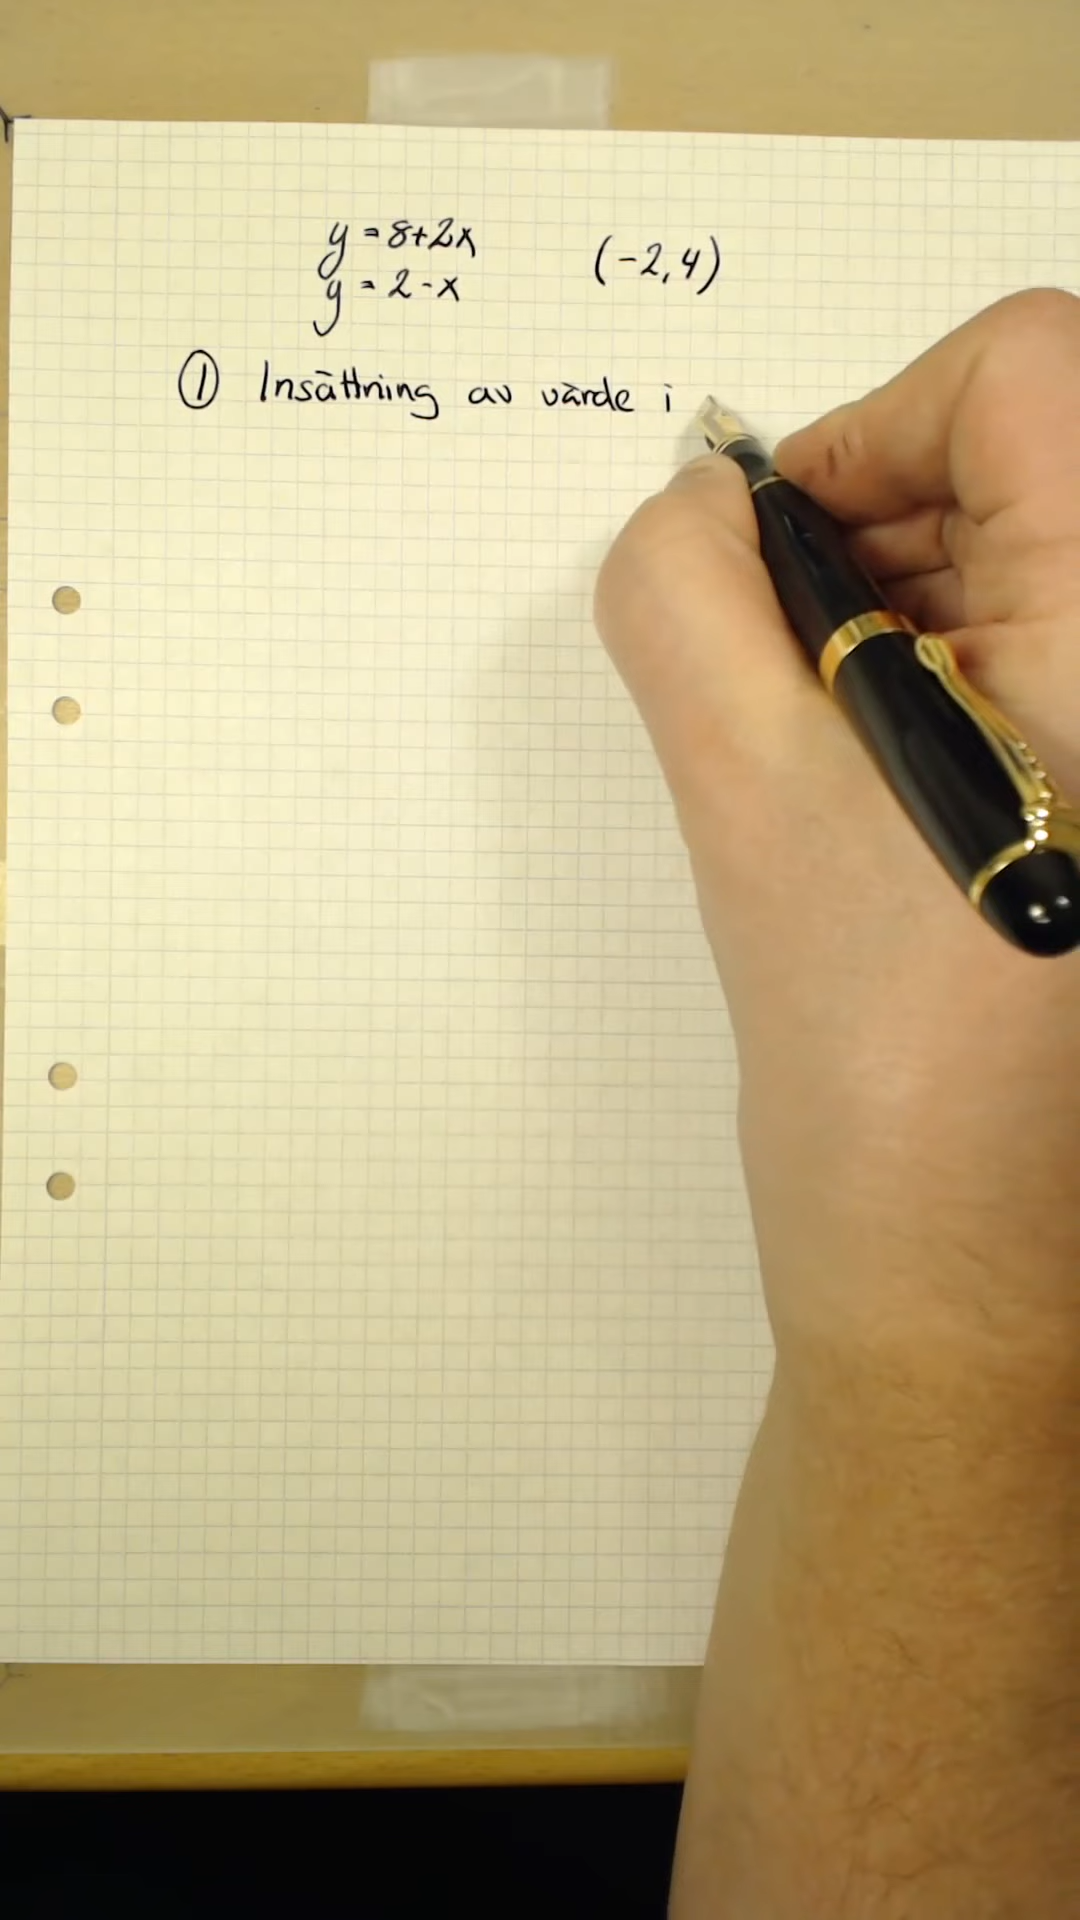 y = 8+2x
y = 2-x
(-2,4)
① Insättning av värde i